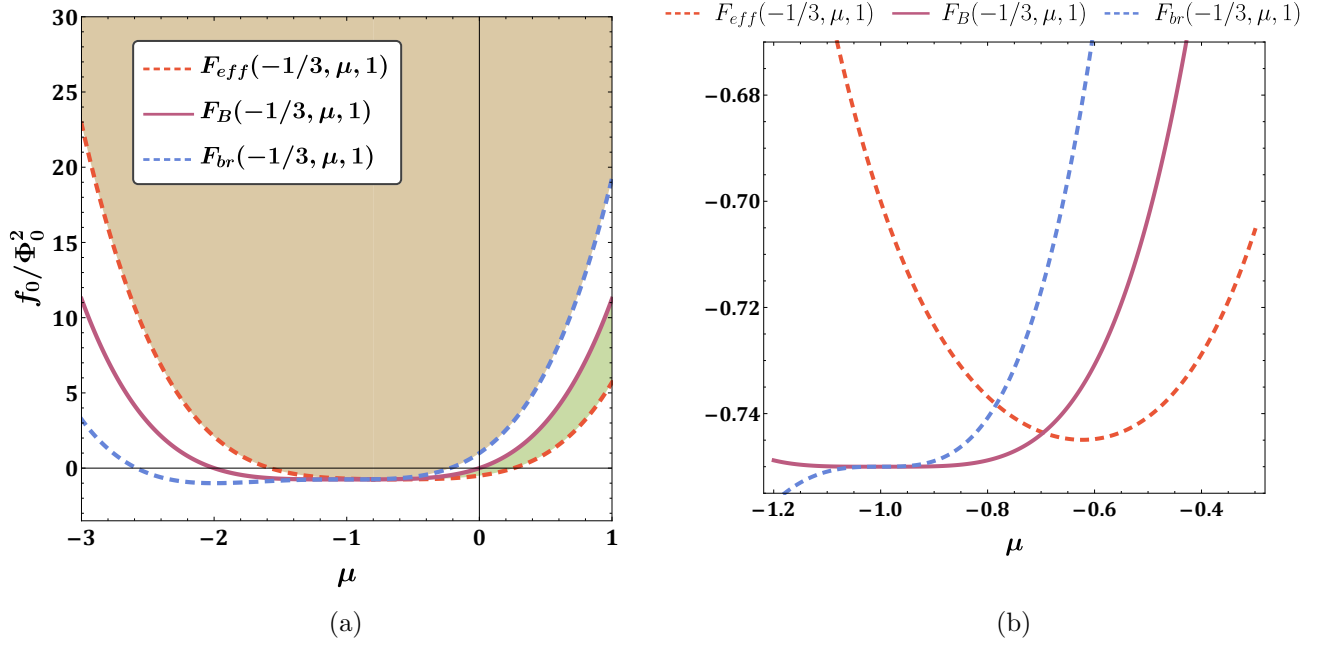 F_eff(−1/3, μ, 1)
F_B(−1/3, μ, 1)
F_br(−1/3, μ, 1)
30
25
20
15
10
5
0
f_0/Φ_0^2
−3 −2 −1 0 1
μ
(a)
F_eff(−1/3, μ, 1) F_B(−1/3, μ, 1) F_br(−1/3, μ, 1)
−0.68
−0.70
−0.72
−0.74
−1.2 −1.0 −0.8 −0.6 −0.4
μ
(b)